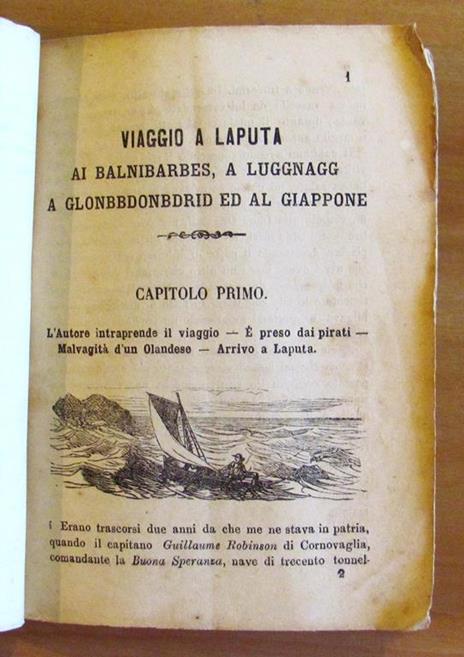 1
VIAGGIO A LAPUTA
AI BALNIBARBES, A LUGGNAGG
A GLONBBDONBDRID ED AL GIAPPONE
CAPITOLO PRIMO.
L'Autore intraprende il viaggio — È preso dai pirati —
Malvagità d'un Olandese — Arrivo a Laputa.
Erano trascorsi due anni da che me ne stava in patria,
quando il capitano Guillaume Robinson di Cornovaglia,
comandante la Buona Speranza, nave di trecento tonnel-
2